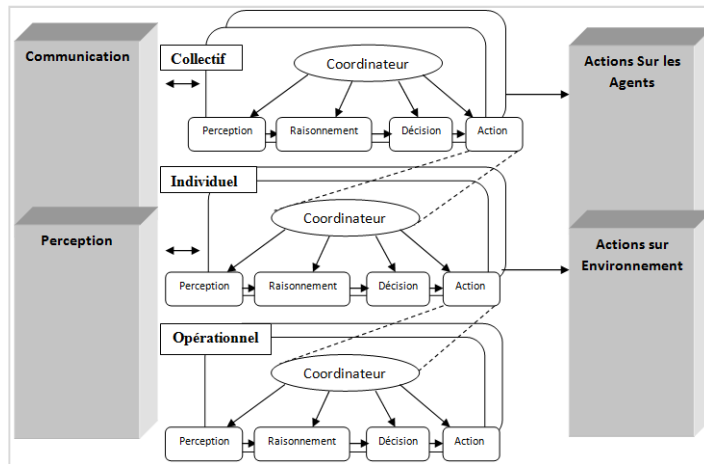 Communication
Collectif
Coordinateur
Perception
Raisonnement
Décision
Action
Actions Sur les
Agents
Individuel
Perception
Coordinateur
Perception
Raisonnement
Décision
Action
Actions sur
Environnement
Opérationnel
Coordinateur
Perception
Raisonnement
Décision
Action